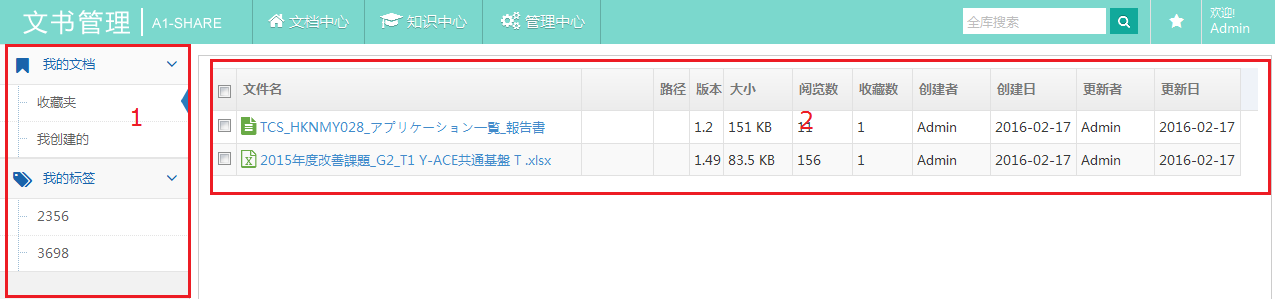 文书管理 A1-SHARE 文档中心 知识中心 管理中心 全库搜索 欢迎! Admin
我的文档
收藏夹
我创建的
我的标签
2356
3698
1
文件名 路径 版本 大小 阅览数 收藏数 创建者 创建日 更新者 更新日
TCS_HKNMY028_アプリケーション一覧_報告書 1.2 151 KB 11 1 Admin 2016-02-17 Admin 2016-02-17
2015年度改善課題_G2_T1 Y-ACE共通基盤 T .xlsx 1.49 83.5 KB 156 1 Admin 2016-02-17 Admin 2016-02-17
2